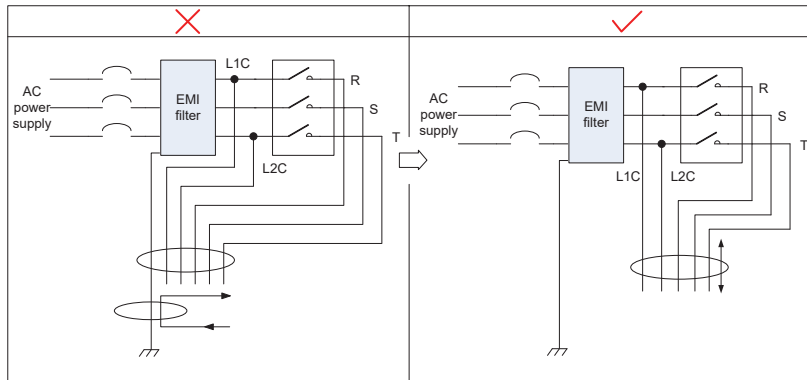 L1C
AC
power
supply
EMI
filter
R
S
T
L2C
AC
power
supply
EMI
filter
R
S
T
L1C
L2C